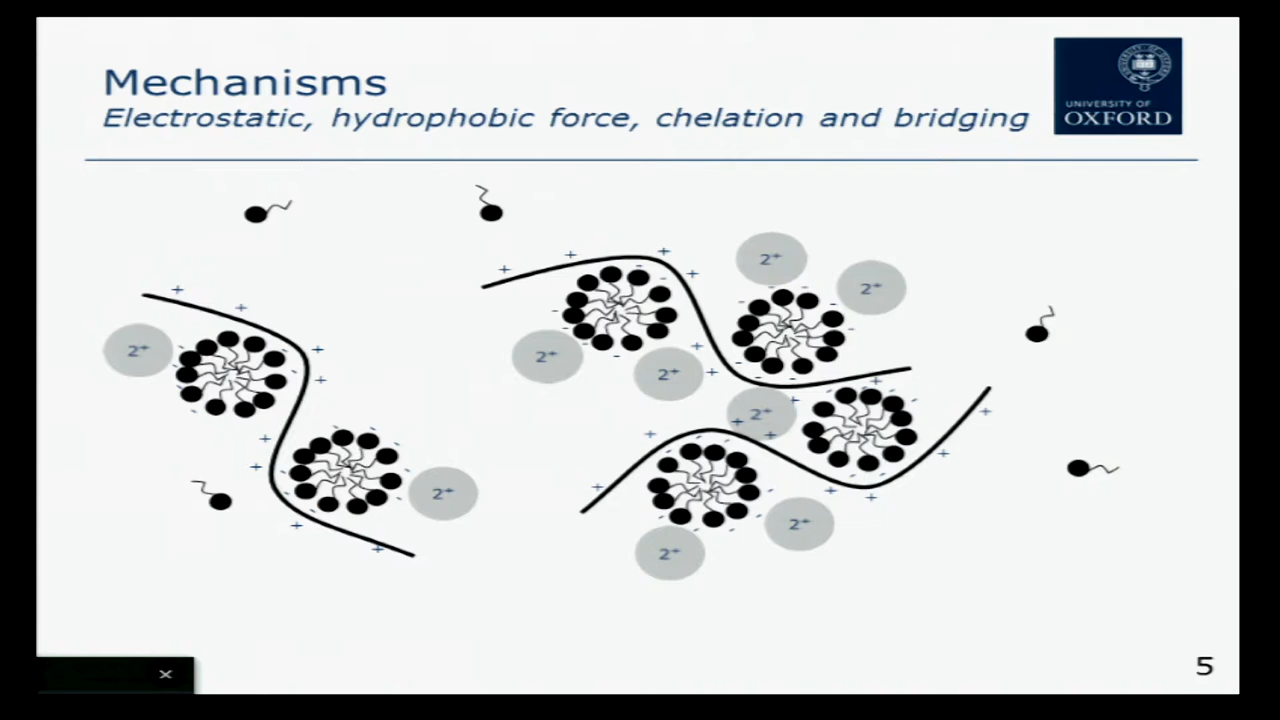 Mechanisms
Electrostatic, hydrophobic force, chelation and bridging
UNIVERSITY OF
OXFORD
2+
2+
2+
2+
2+
2+
2+
2+
2+
5